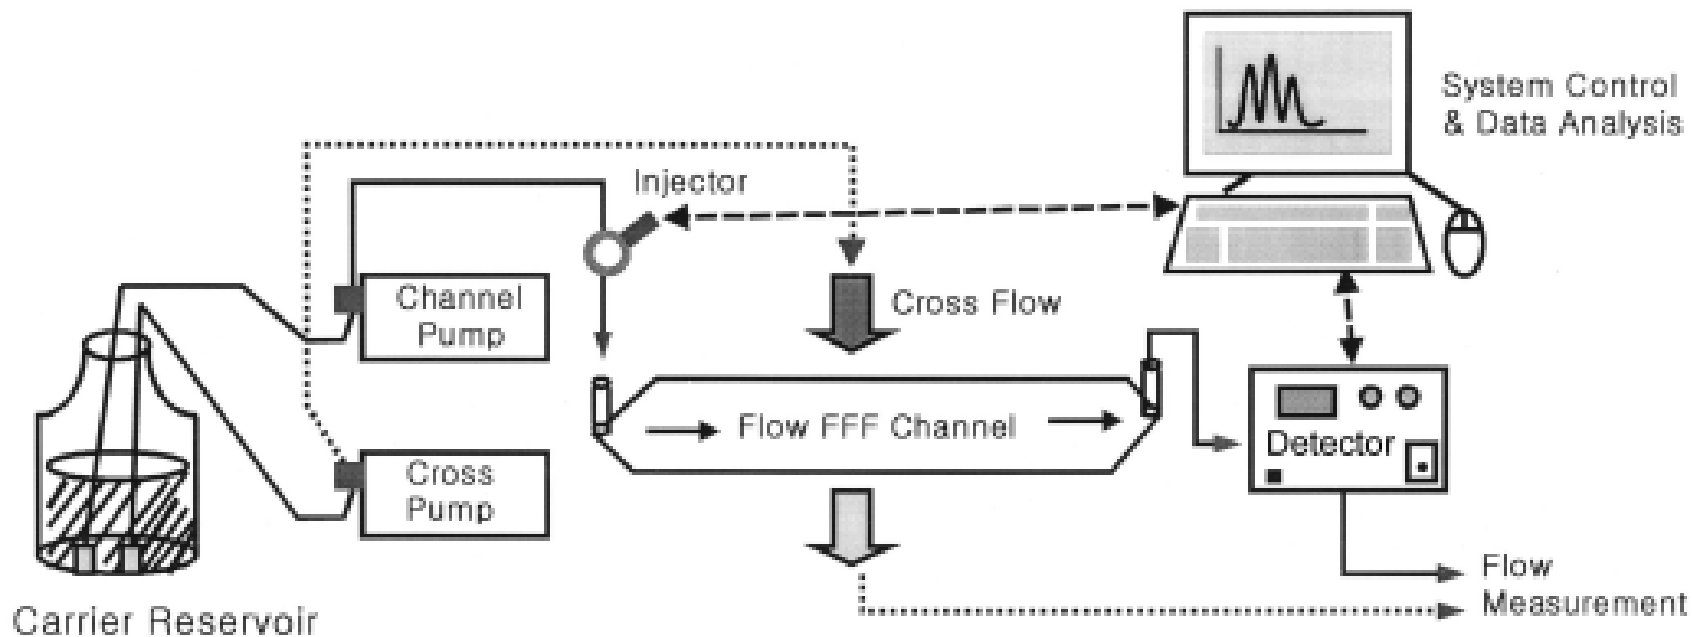 System Control
& Data Analysis
Injector
Channel
Pump
Cross Flow
Flow FFF Channel
Detector
Cross
Pump
Flow
Measurement
Carrier Reservoir